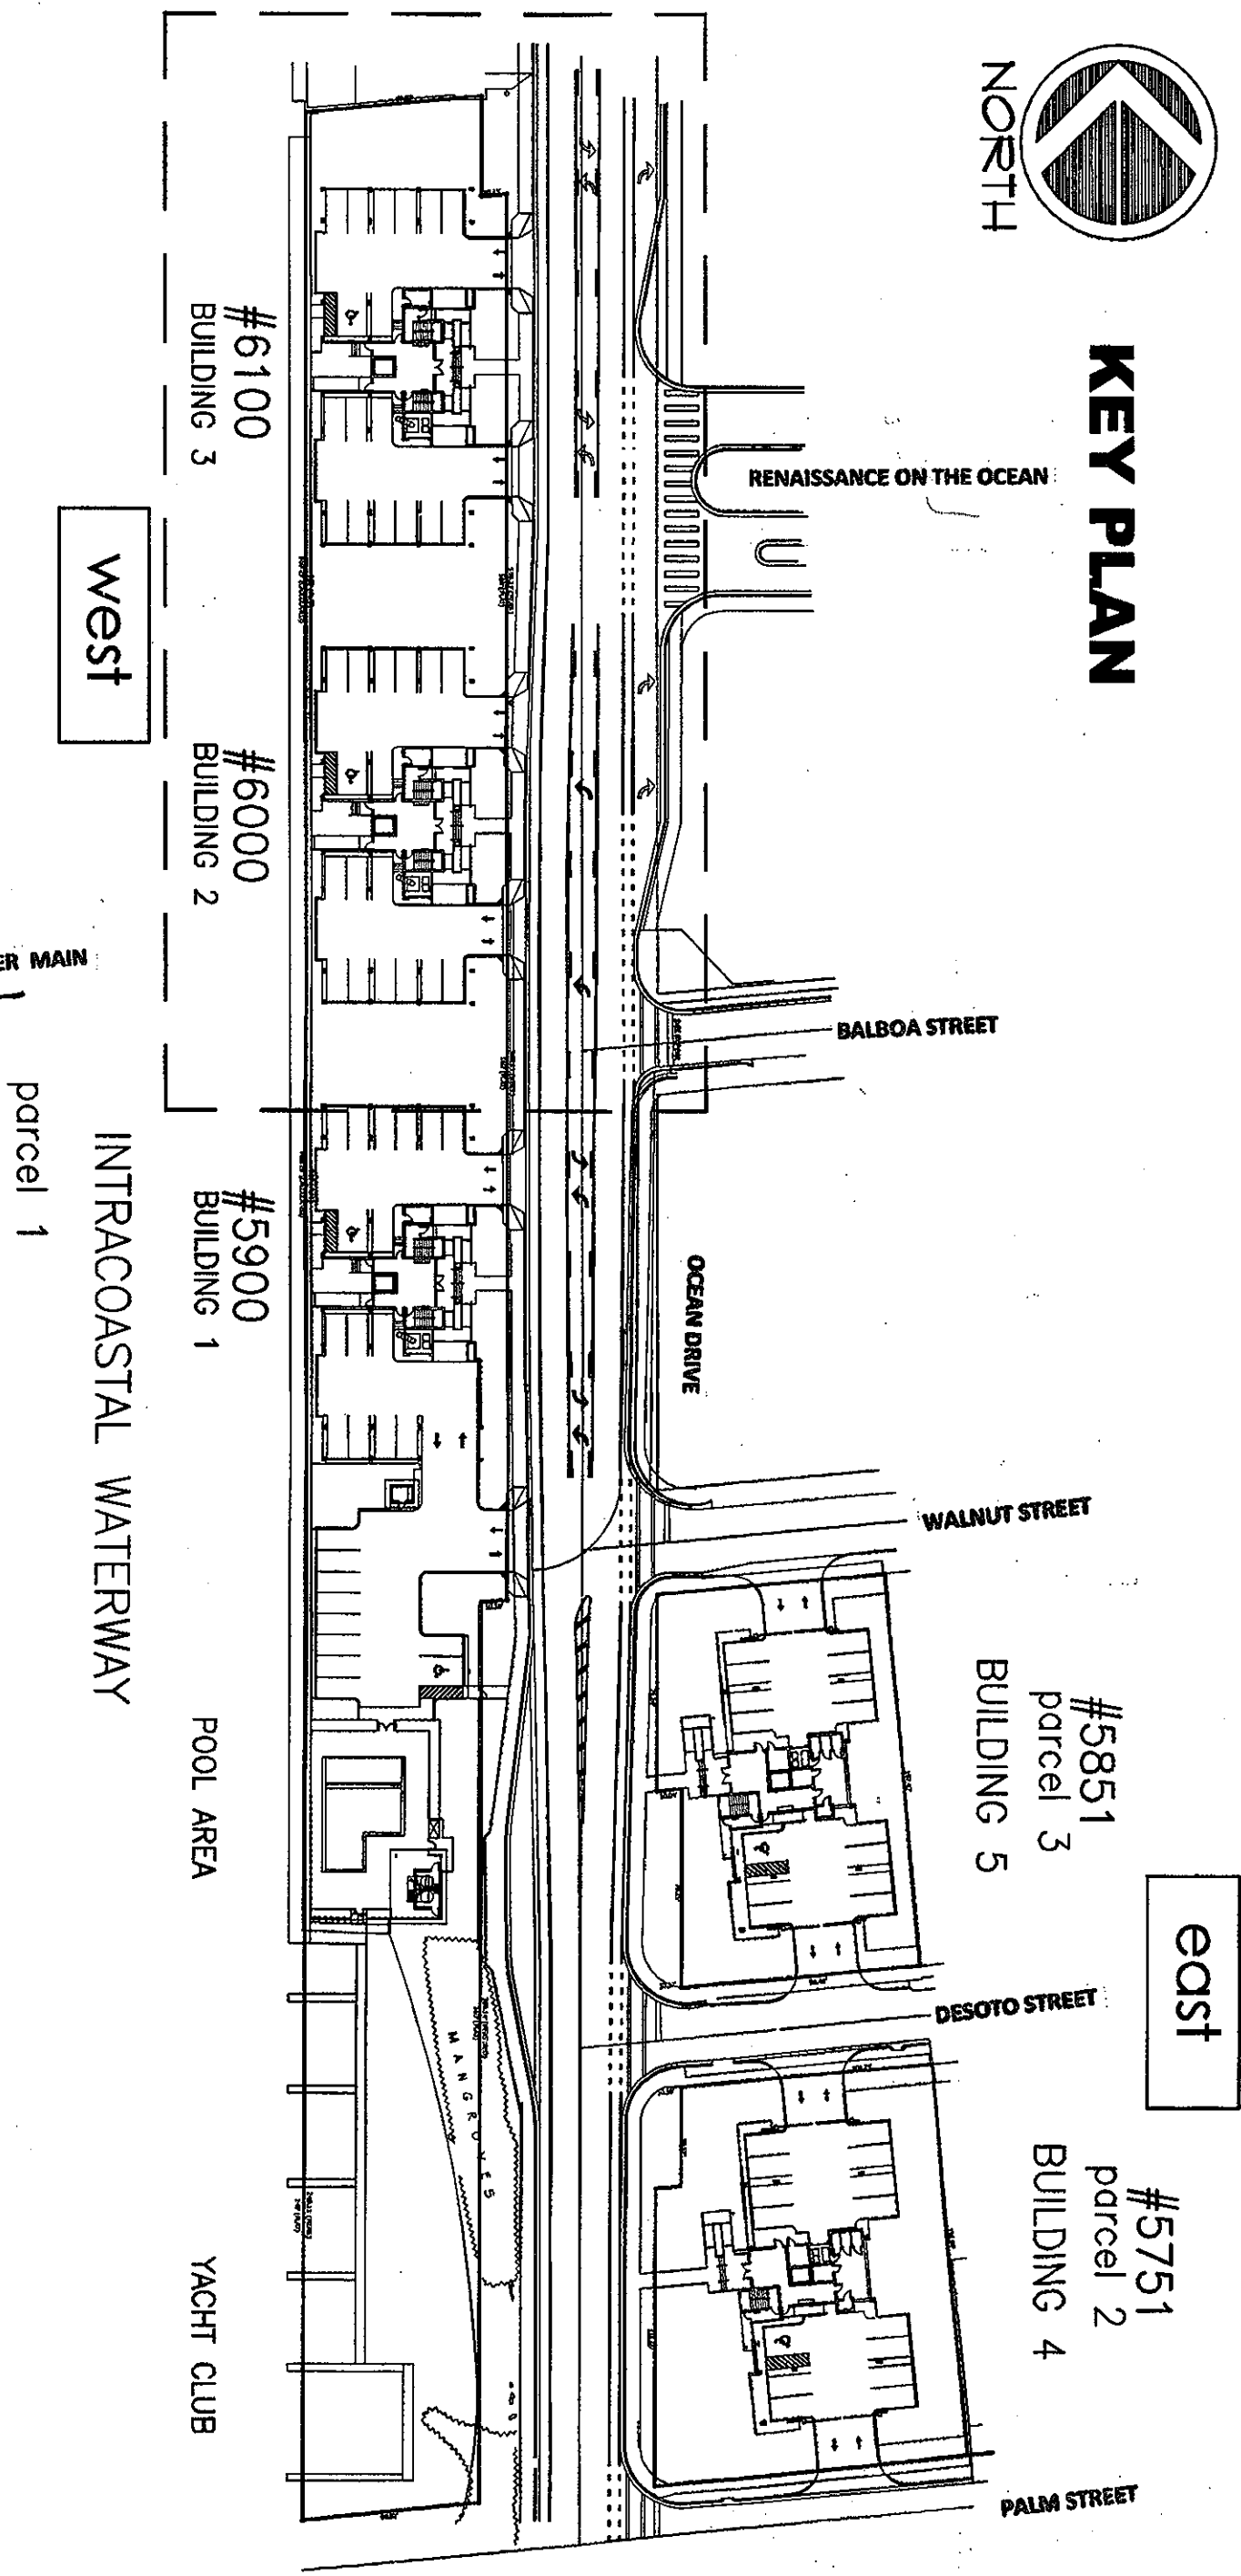 NORTH
KEY PLAN
RENAISSANCE ON THE OCEAN
#6100
BUILDING 3
west
#6000
BUILDING 2
BALBOA STREET
ER MAIN
1
parcel 1
INTRACOASTAL WATERWAY
#5900
BUILDING 1
OCEAN DRIVE
WALNUT STREET
#5851
parcel 3
BUILDING 5
POOL AREA
east
DESOTO STREET
MANGROVES
#5751
parcel 2
BUILDING 4
YACHT CLUB
PALM STREET